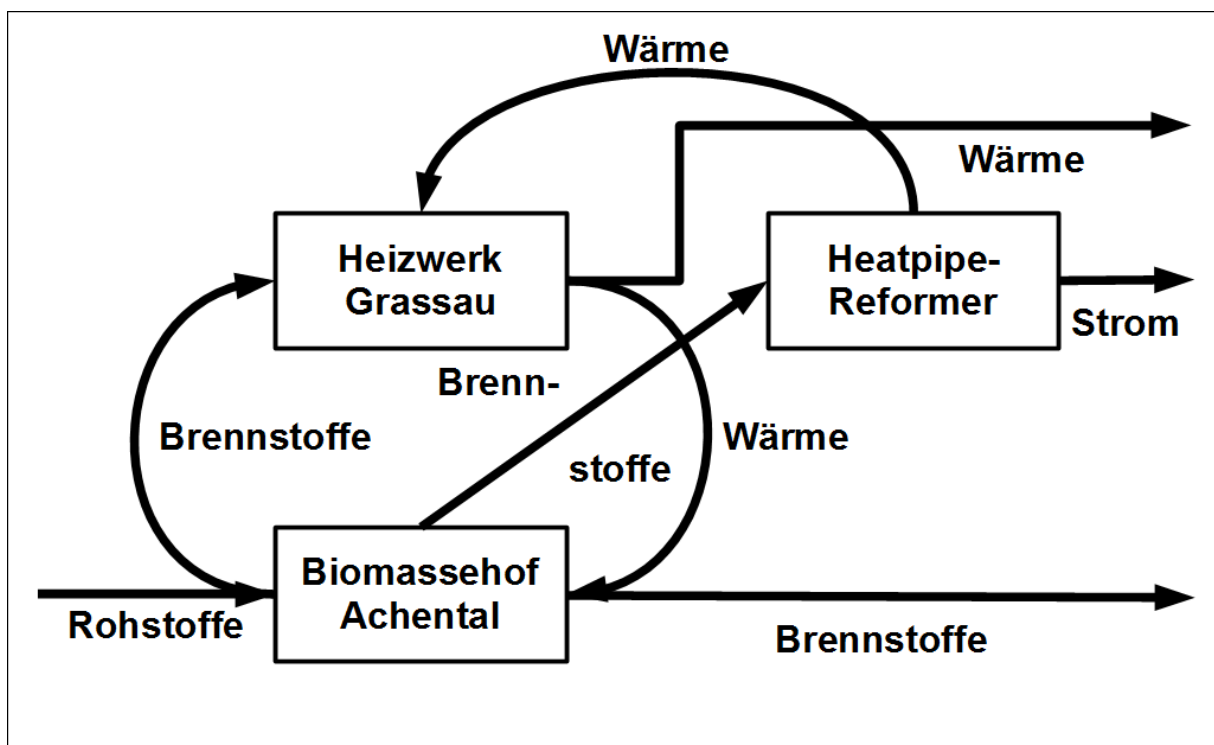 Wärme
Wärme
Heizwerk
Grassau
Heatpipe-
Reformer
Strom
Brenn-
Brennstoffe
Wärme
stoffe
Biomassehof
Achental
Rohstoffe
Brennstoffe